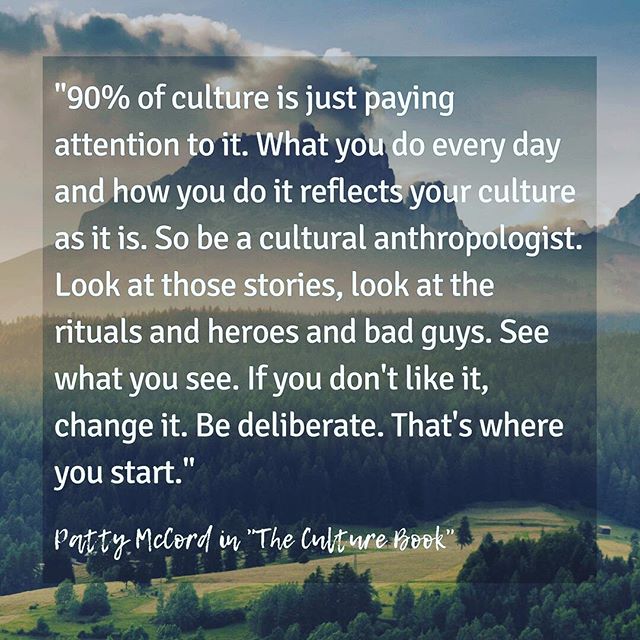 "90% of culture is just paying
attention to it. What you do every day
and how you do it reflects your culture
as it is. So be a cultural anthropologist.
Look at those stories, look at the
rituals and heroes and bad guys. See
what you see. If you don't like it,
change it. Be deliberate. That's where
you start."
Patty McCord in "The Culture Book"